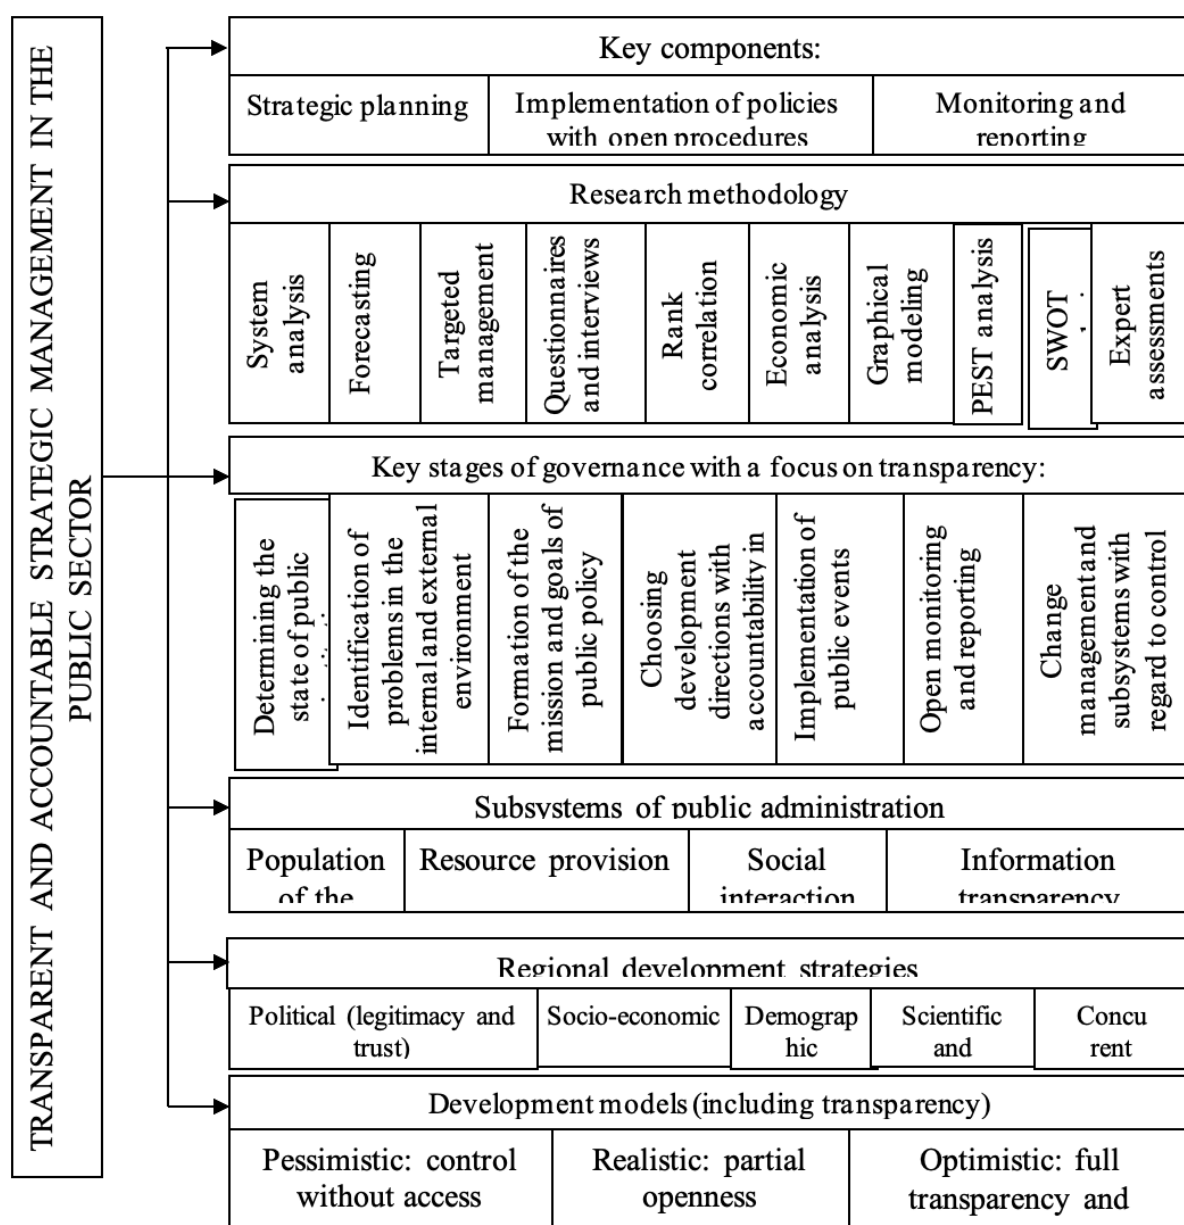 TRANSPARENT AND ACCOUNTABLE STRATEGIC MANAGEMENT IN THE
PUBLIC SECTOR
Key components:
Strategic planning
Implementation of policies
with open procedures
Monitoring and
reporting
Research methodology
System
analysis
Forecasting
Targeted
management
Questionnaires
and interviews
Rank
correlation
Economic
analysis
Graphical
modeling
PEST analysis
SWOT
Expert
assessments
Key stages of governance with a focus on transparency:
Determining the
state of public
Identification of
problems in the
internal and external
environment
Formation of the
mission and goals of
public policy
Choosing
development
directions with
accountability in
Implementation of
public events
Open monitoring
and reporting
Change
managementand
subsystems with
regard to control
Subsystems of public administration
Population
of the
Resource provision
Social
interaction
Information
transparency
Regional development strategies
Political (legitimacy and
trust)
Socio-economic
Demograp
hic
Scientific
and
Concu
rrent
Development models (including transparency)
Pessimistic: control
without access
Realistic: partial
openness
Optimistic: full
transparency and